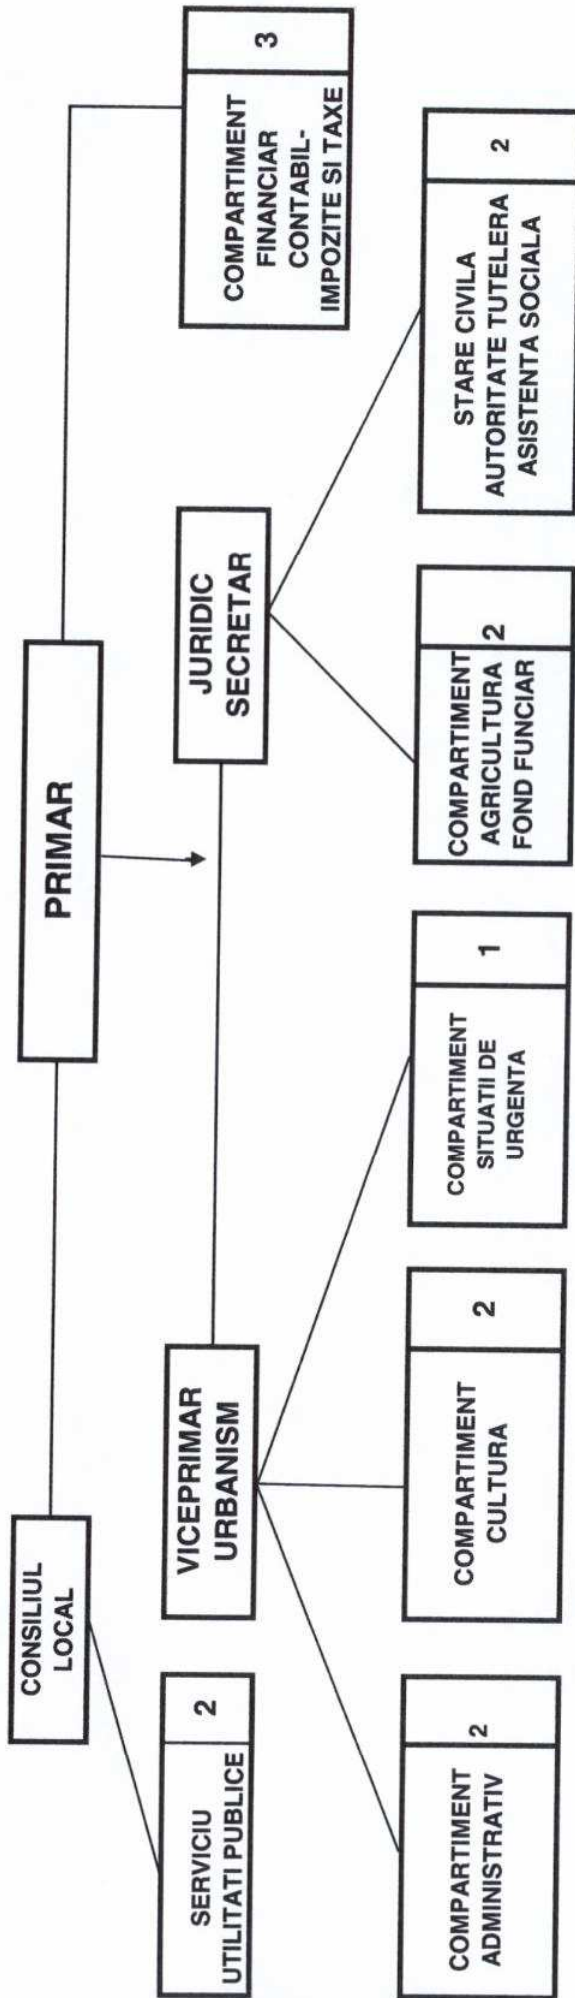 CONSILIUL
LOCAL
PRIMAR
SERVICIU
UTILITATI PUBLICE
2
VICEPRIMAR
URBANISM
JURIDIC
SECRETAR
COMPARTIMENT
FINANCIAR
CONTABIL-
IMPOZITE SI TAXE
3
COMPARTIMENT
ADMINISTRATIV
2
COMPARTIMENT
CULTURA
2
COMPARTIMENT
SITUATII DE
URGENTA
1
COMPARTIMENT
AGRICULTURA
FOND FUNCIAR
2
STARE CIVILA
AUTORITATE TUTELERA
ASISTENTA SOCIALA
2